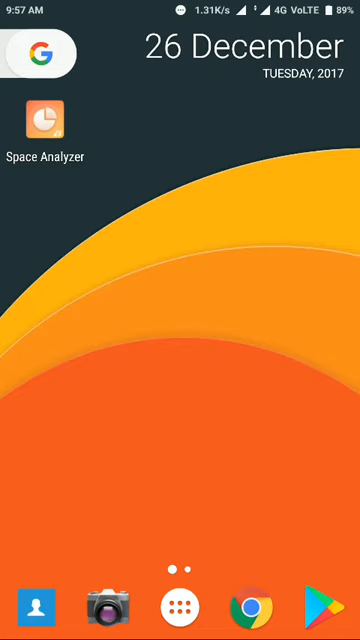 9:57 AM 1.31K/s 4G VoLTE 89%
26 December
TUESDAY, 2017
Space Analyzer